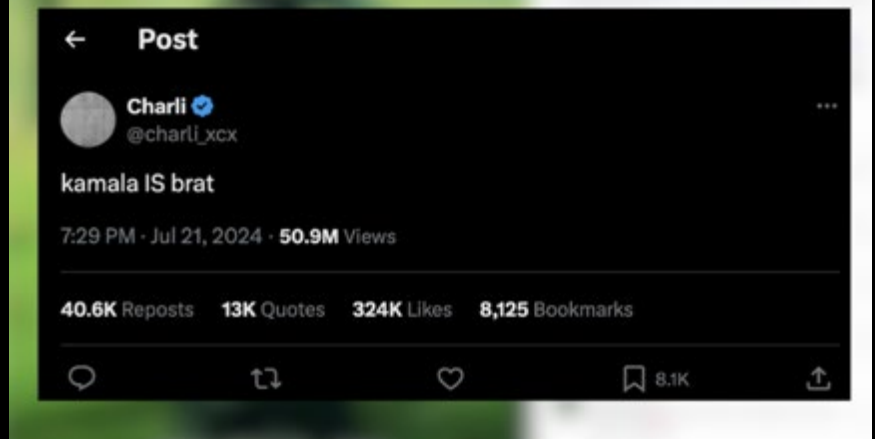 Post
Charli
@charli_xcx
kamala IS brat
7:29 PM · Jul 21, 2024 · 50.9M Views
40.6K Reposts 13K Quotes 324K Likes 8,125 Bookmarks
8.1K